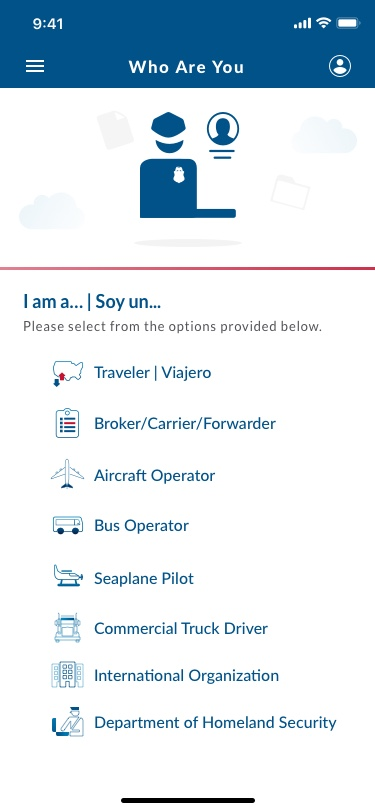 9:41
Who Are You
I am a... | Soy un...
Please select from the options provided below.
Traveler | Viajero
Broker/Carrier/Forwarder
Aircraft Operator
Bus Operator
Seaplane Pilot
Commercial Truck Driver
International Organization
Department of Homeland Security